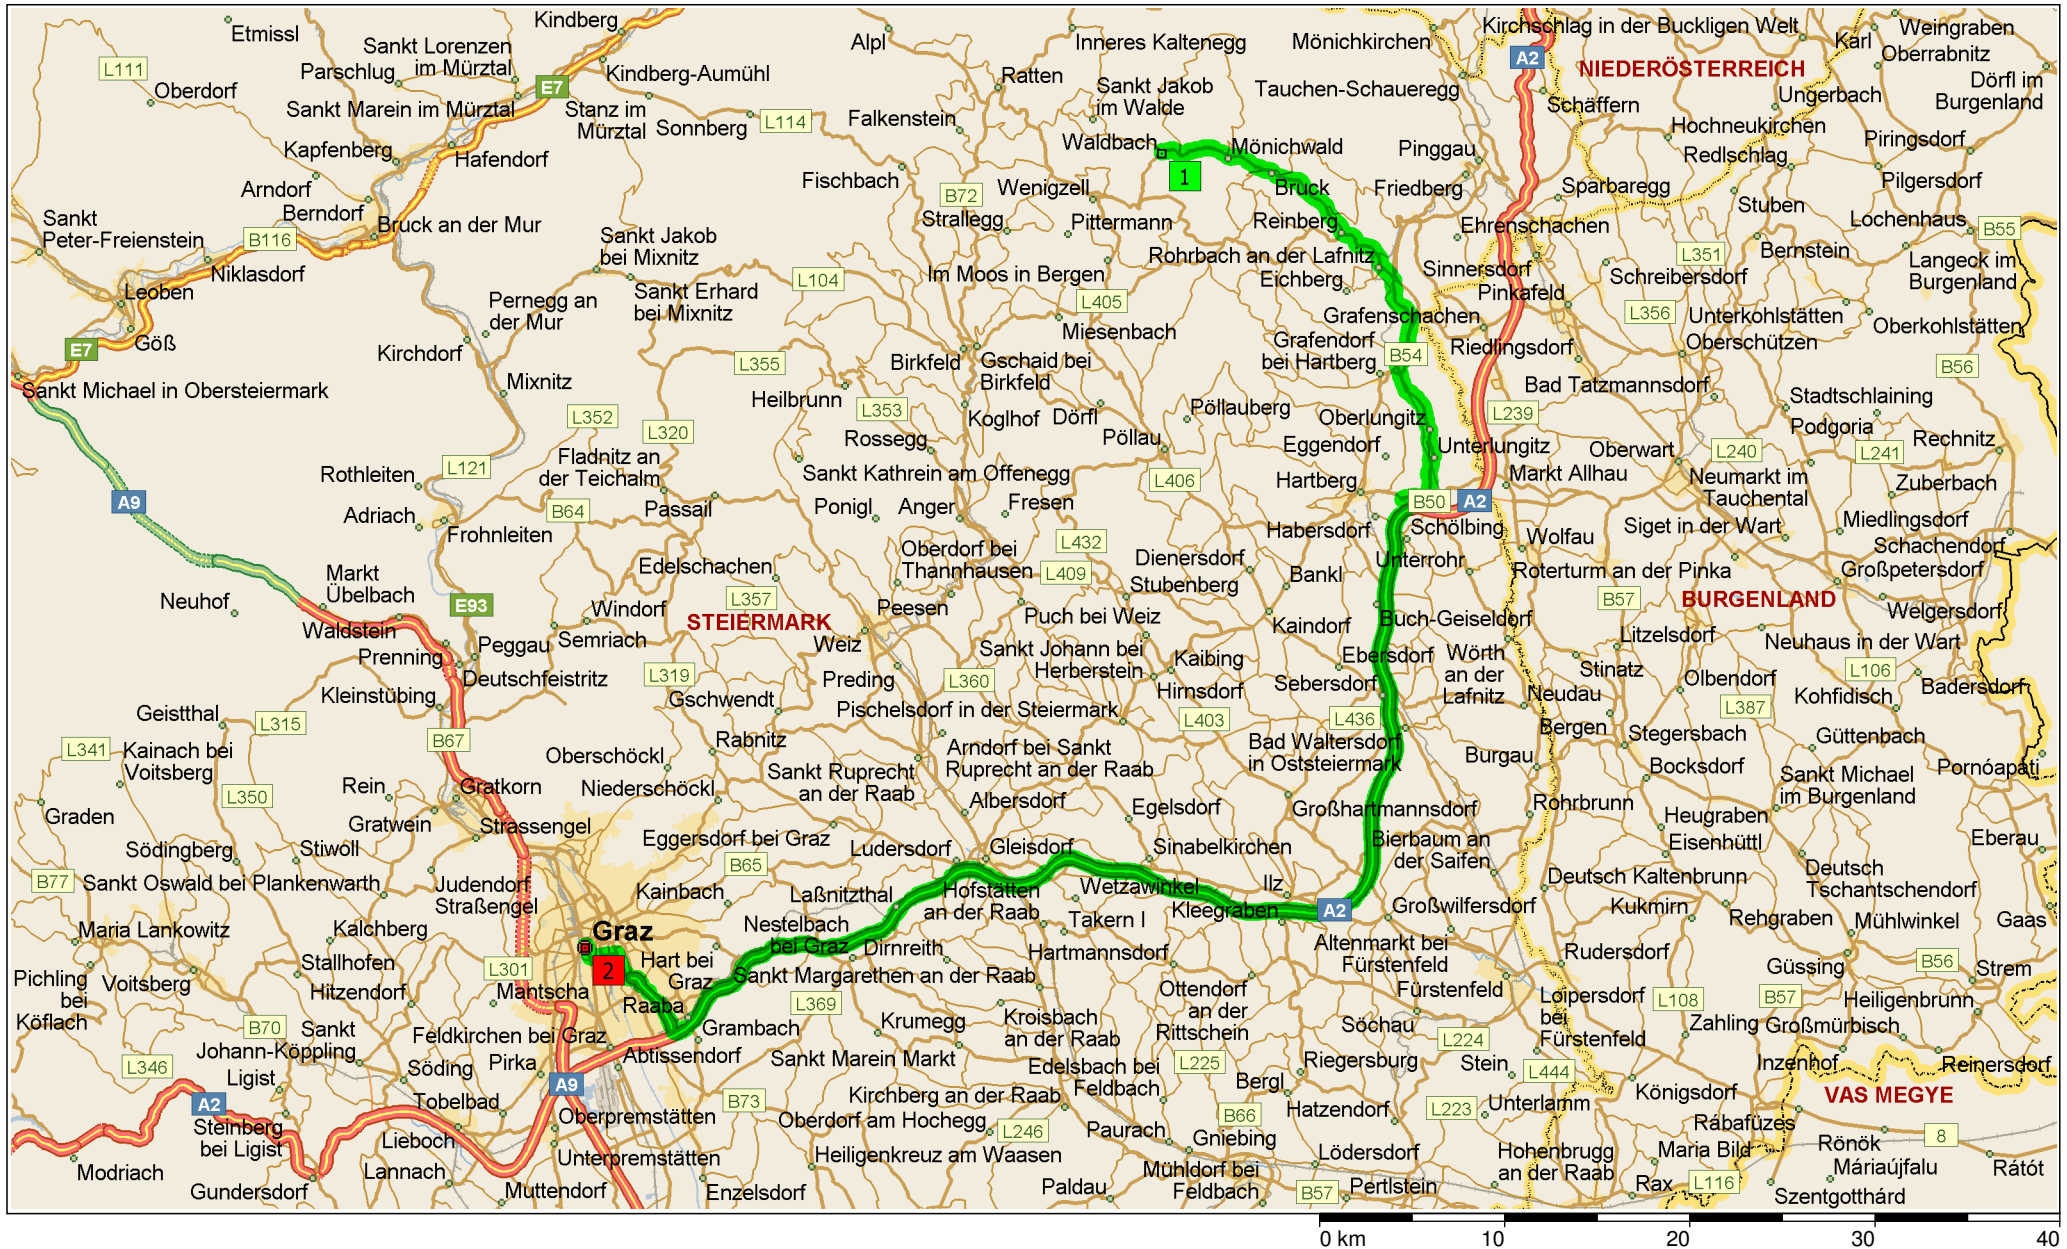 Etmissl
Kindberg
Alpl
Inneres Kaltenegg
Mönichkirchen
Kirchschlag in der Buckligen Welt
Karl
Weingraben
Oberrabnitz
L111
Oberdorf
Sankt Lorenzen
im Mürztal
Parschlug
E7
Kindberg-Aumühl
Ratten
A2
NIEDERÖSTERREICH
Dörfl im
Burgenland
Sankt Marein im Mürztal
Stanz im
Mürztal
Sonnberg
L114
Falkenstein
Sankt Jakob
im Walde
Tauchen-Schaueregg
Schäffern
Ungerbach
Hochneukirchen
Kapfenberg
Hafendorf
Waldbach
Mönichwald
Pinggau
Redlschlag
Piringsdorf
Arndorf
Berndorf
Fischbach
B72
Wenigzell
1
Bruck
Friedberg
Sparbaregg
Pilgersdorf
Sankt
Peter-Freienstein
B116
Bruck an der Mur
Strallegg
Pittermann
Reinberg
Ehrenschachen
Stuben
Lochenhaus
B55
Niklasdorf
Sankt Jakob
bei Mixnitz
Rohrbach an der Lafnitz
L351
Bernstein
Leoben
Sankt Erhard
bei Mixnitz
L104
Im Moos in Bergen
Eichberg
Sinnersdorf
Schreibersdorf
Langeck im
Burgenland
Pernegg an
der Mur
L405
Pinkafeld
L356
Unterkohlstätten
Oberkohlstätten
Miesenbach
Grafenschachen
E7
Göß
Kirchdorf
L355
Birkfeld
Gschaid bei
Birkfeld
Grafendorf
bei Hartberg
B54
Riedlingsdorf
Oberschützen
B56
Sankt Michael in Obersteiermark
Mixnitz
Heilbrunn
L353
Koglhof
Dörfl
Pöllauberg
Bad Tatzmannsdorf
Stadtschlaining
L352
L320
Rossegg
Pöllau
Oberlungitz
L239
Podgoria
Eggendorf
Unterlungitz
Oberwart
L240
L241
Rechnitz
Rothleiten
L121
Fladnitz an
der Teichalm
Sankt Kathrein am Offenegg
L406
Hartberg
Markt Allhau
Neumarkt im
Tauchental
Zuberbach
A9
Adriach
B64
Passail
Ponigl
Anger
Fresen
B50
A2
Frohnleiten
Habersdorf
Schölbing
Wolfau
Siget in der Wart
Miedlingsdorf
Schachendorf
Oberdorf bei
Thannhausen
L432
Dienersdorf
Unterrohr
Edelschachen
L409
Stubenberg
Bankl
Roterturm an der Pinka
Großpetersdorf
Markt
Übelbach
Neuhof
E93
Windorf
L357
STEIERMARK
Peesen
Puch bei Weiz
Buch-Geiseldorf
B57
BURGENLAND
Welgersdorf
Waldstein
Semriach
Weiz
Kaindorf
Litzelsdorf
Neuhaus in der Wart
Prenning
Peggau
Sankt Johann bei
Herberstein
Kaibing
Ebersdorf
Wörth
an der
Lafnitz
Stinatz
L106
Deutschfeistritz
L319
Preding
L360
Hirnsdorf
Sebersdorf
Olbendorf
Badersdorf
Kleinstübing
Gschwendt
Neudau
Kohfidisch
Geistthal
L315
Pischelsdorf in der Steiermark
L403
L436
L387
Bergen
B67
Rabnitz
Stegersbach
Güttenbach
L341
Kainach bei
Voitsberg
Oberschöckl
Arndorf bei Sankt
Ruprecht an der Raab
Bad Waltersdorf
in Oststeiermark
Burgau
Pornóapáti
Sankt Ruprecht
an der Raab
Bocksdorf
Sankt Michael
im Burgenland
Rein
Gratkorn
Niederschöckl
L350
Albersdorf
Egelsdorf
Großhartmannsdorf
Rohrbrunn
Heugraben
Graden
Gratwein
Strassengel
Eggersdorf bei Graz
Eisenhüttl
Eberau
Södingberg
Stiwoll
Ludersdorf
Gleisdorf
Sinabelkirchen
Bierbaum an
der Saifen
B65
B77
Sankt Oswald bei Plankenwarth
Judendorf
Straßengel
Kainbach
Laßnitzthal
Hofstätten
an der Raab
Wetzawinkel
Ilz
Deutsch Kaltenbrunn
Deutsch
Tschantschendorf
Kleegraben
A2
Großwilfersdorf
Kukmirn
Maria Lankowitz
Kalchberg
Graz
Nestelbach
bei Graz
Takern I
Rehgraben
Mühlwinkel
Gaas
Dirnreith
Hartmannsdorf
Altenmarkt bei
Fürstenfeld
Rudersdorf
Pichling
bei
Köflach
Voitsberg
Stallhofen
L301
2
Hart bei
Graz
Sankt Margarethen an der Raab
Güssing
B56
Strem
Hitzendorf
Mantscha
Raaba
L369
Ottendorf
an der
Rittschein
Fürstenfeld
Loipersdorf
bei
Fürstenfeld
L108
B57
Heiligenbrunn
B70
Sankt
Johann-Köppling
Feldkirchen bei Graz
Grambach
Krumegg
Kroisbach
an der Raab
Söchau
Zahling
Großmürbisch
L346
Ligist
Söding
Pirka
Abtissendorf
Sankt Marein Markt
Edelsbach bei
Feldbach
L225
Riegersburg
L224
Stein
Inzenhof
Reinersdorf
A9
L444
A2
Tobelbad
B73
Kirchberg an der Raab
Bergl
Königsdorf
VAS MEGYE
Steinberg
bei Ligist
Oberpremstätten
Oberdorf am Hochegg
B66
Hatzendorf
L223
Unterlamm
Rábafüzes
Lieboch
L246
Paurach
Gniebing
8
Modriach
Lannach
Unterpremstätten
Heiligenkreuz am Waasen
Mühldorf bei
Feldbach
Lödersdorf
Hohenbrugg
an der Raab
Maria Bild
Rönök
Máriaújfalu
Rátót
Gundersdorf
Muttendorf
Enzelsdorf
Paldau
B57
Pertlstein
Rax
L116
Szentgotthárd
0 km
10
20
30
40